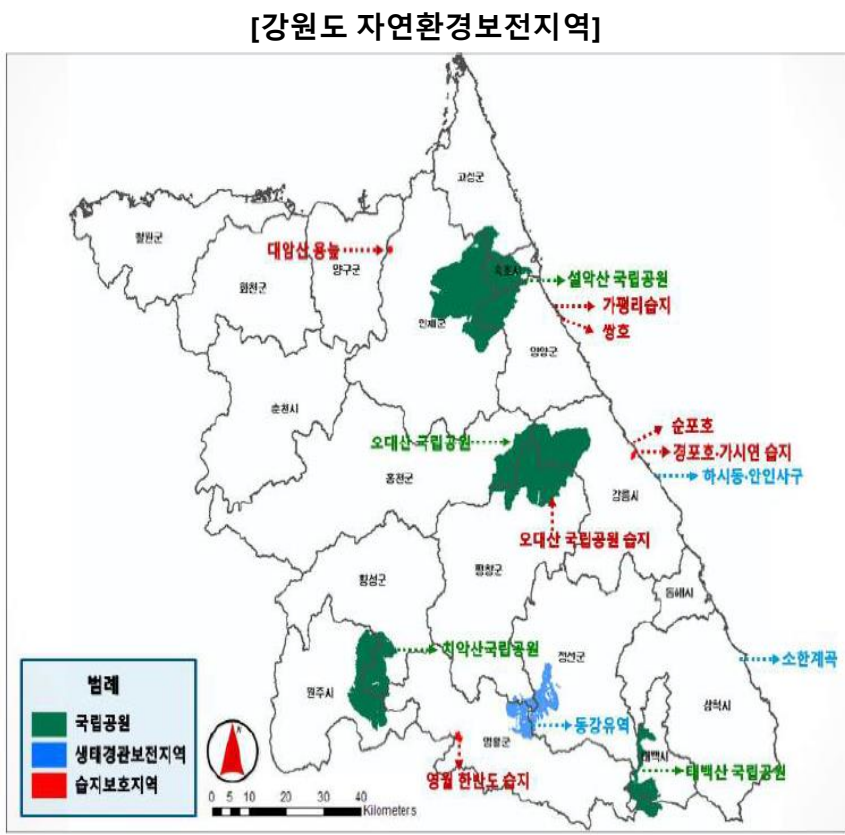 [강원도 자연환경보전지역]
고성군
철원군
대암산 용늪
양구군
화천군
속초시
설악산 국립공원
가평리습지
인제군
쌍호
양양군
춘천시
순포호
오대산 국립공원
경포호·가시연 습지
홍천군
하시동·안인사구
강릉시
오대산 국립공원 습지
횡성군
평창군
동해시
치악산국립공원
정선군
소한계곡
범례
원주시
삼척시
국립공원
동강유역
생태경관보전지역
영월군
태백시
습지보호지역
영월 한반도 습지
태백산 국립공원
N
0 5 10 20 30 40
Kilometers